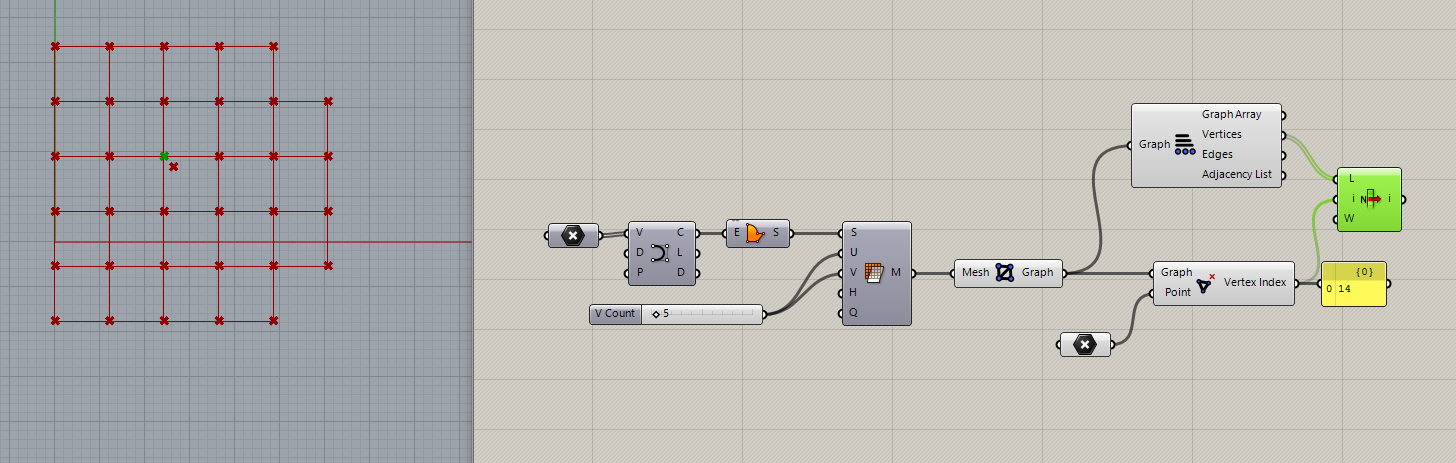 Graph Array
Graph Vertices
Edges
Adjacency List
L
i N i
W
V C
D L
P D
E S
S
U
V M
H
Q
Mesh Graph
Graph
Point Vertex Index
{0}
0 14
V Count 5